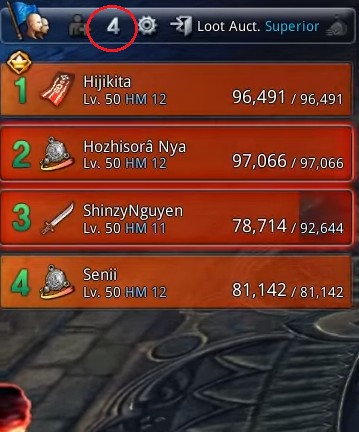 4 Loot Auct. Superior
1 Hijikita
Lv. 50 HM 12 96,491 / 96,491
2 Hozhisorâ Nya
Lv. 50 HM 12 97,066 / 97,066
3 ShinzyNguyen
Lv. 50 HM 11 78,714 / 92,644
4 Senii
Lv. 50 HM 12 81,142 / 81,142